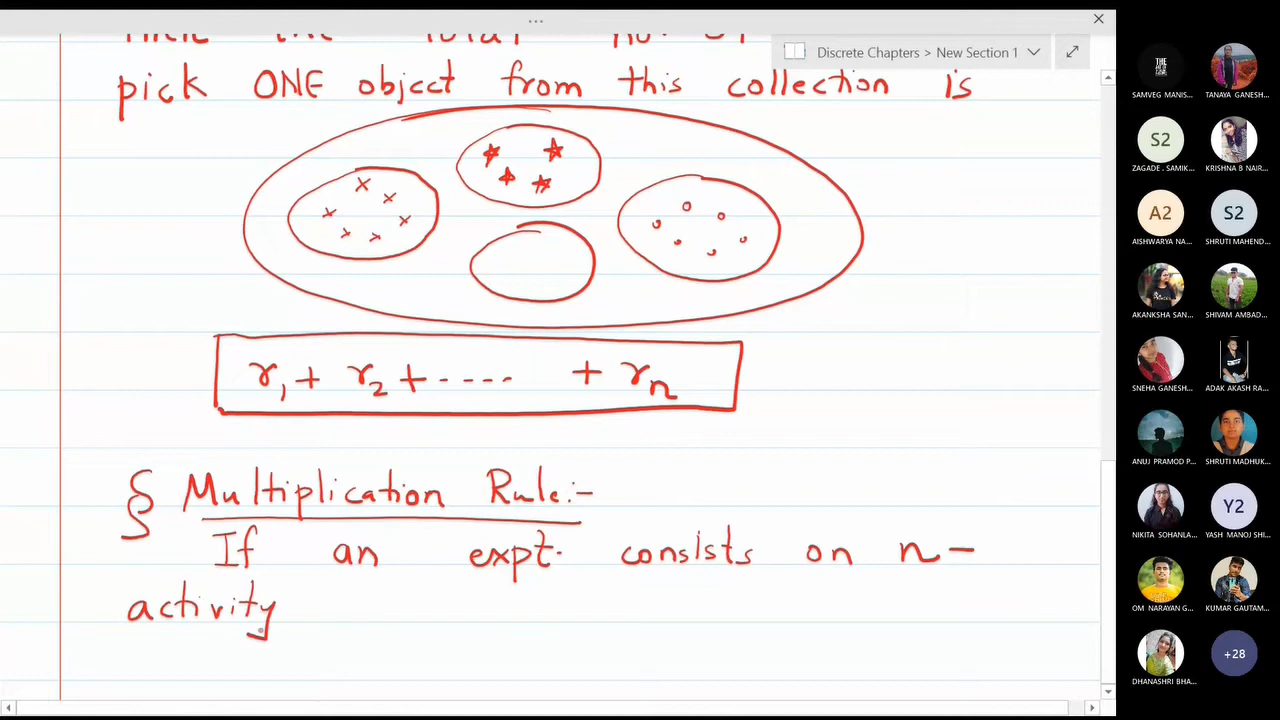 pick ONE object from this collection is
Discrete Chapters > New Section 1
r1 + r2 + ---- + rn
§ Multiplication Rule:-
If an expt. consists on n-
activity
SAMVEG MANIS...
TANAYA GANESH...
S2
ZAGADE . SAMIK...
KRISHNA B NAIR...
A2
AISHWARYA NA...
S2
SHRUTI MAHEND...
AKANKSHA SAN...
SHIVAM AMBAD...
SNEHA GANESH...
ADAK AKASH RA...
ANUJ PRAMOD P...
SHRUTI MADHUK...
NIKITA SOHANLA...
Y2
YASH MANOJ SHI...
OM NARAYAN G...
KUMAR GAUTAM...
DHANASHRI BHA...
+28